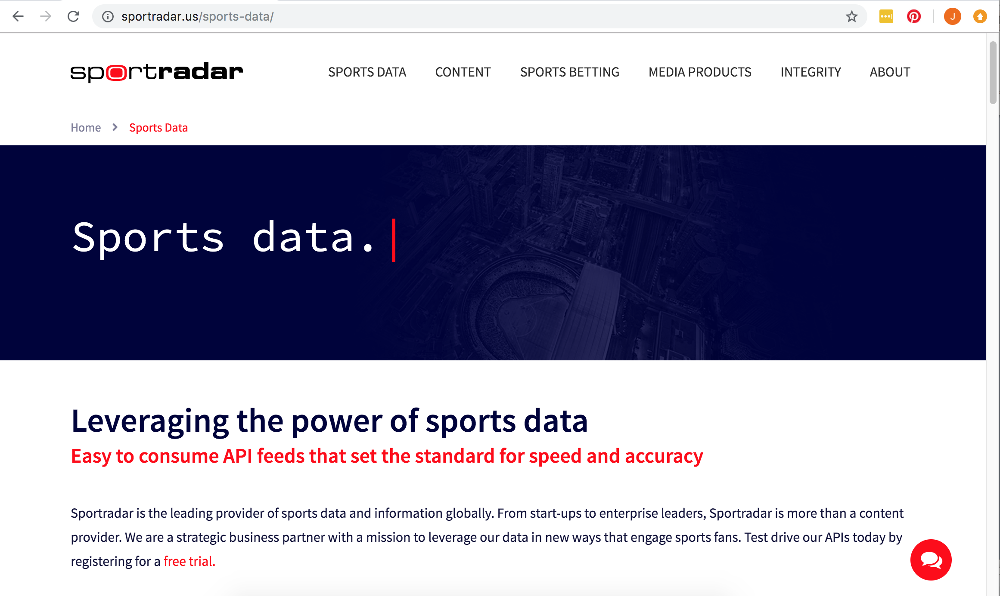 sportradar.us/sports-data/
J
sportradar
SPORTS DATA CONTENT SPORTS BETTING MEDIA PRODUCTS INTEGRITY ABOUT
Home > Sports Data
Sports data.
Leveraging the power of sports data
Easy to consume API feeds that set the standard for speed and accuracy
Sportradar is the leading provider of sports data and information globally. From start-ups to enterprise leaders, Sportradar is more than a content
provider. We are a strategic business partner with a mission to leverage our data in new ways that engage sports fans. Test drive our APIs today by
registering for a free trial.